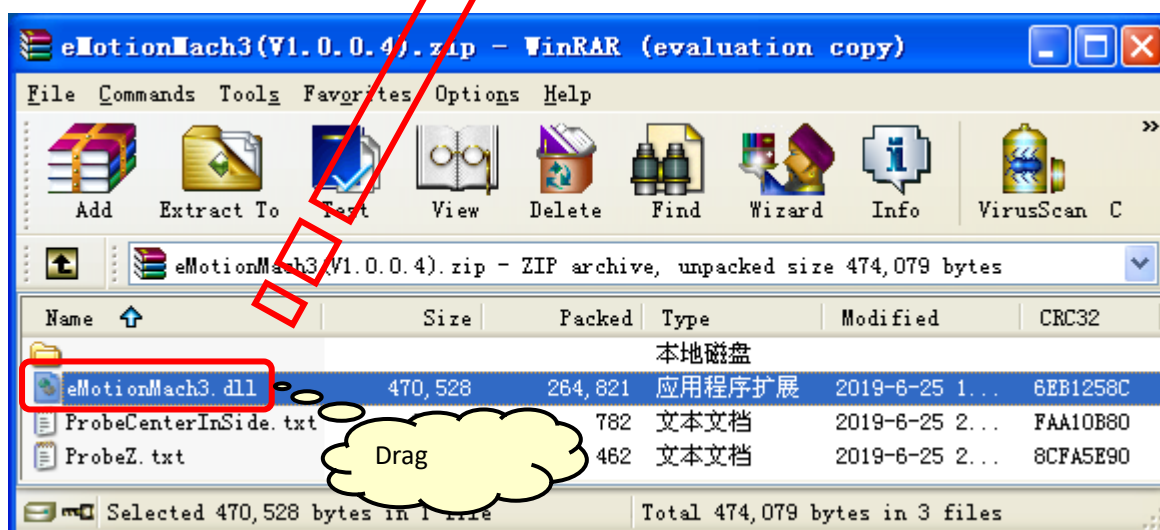 eMotionMach3(V1.0.0.4).zip - WinRAR (evaluation copy)
File Commands Tools Favorites Options Help
Add Extract To Test View Delete Find Wizard Info VirusScan C
eMotionMach3(V1.0.0.4).zip - ZIP archive, unpacked size 474,079 bytes
Name Size Packed Type Modified CRC32
本地磁盘
eMotionMach3.dll 470,528 264,821 应用程序扩展 2019-6-25 1... 6EB1258C
ProbeCenterInSide.txt 782 文本文档 2019-6-25 2... FAA10B80
ProbeZ.txt 462 文本文档 2019-6-25 2... 8CFA5E90
Drag
Selected 470,528 bytes in 1 file Total 474,079 bytes in 3 files